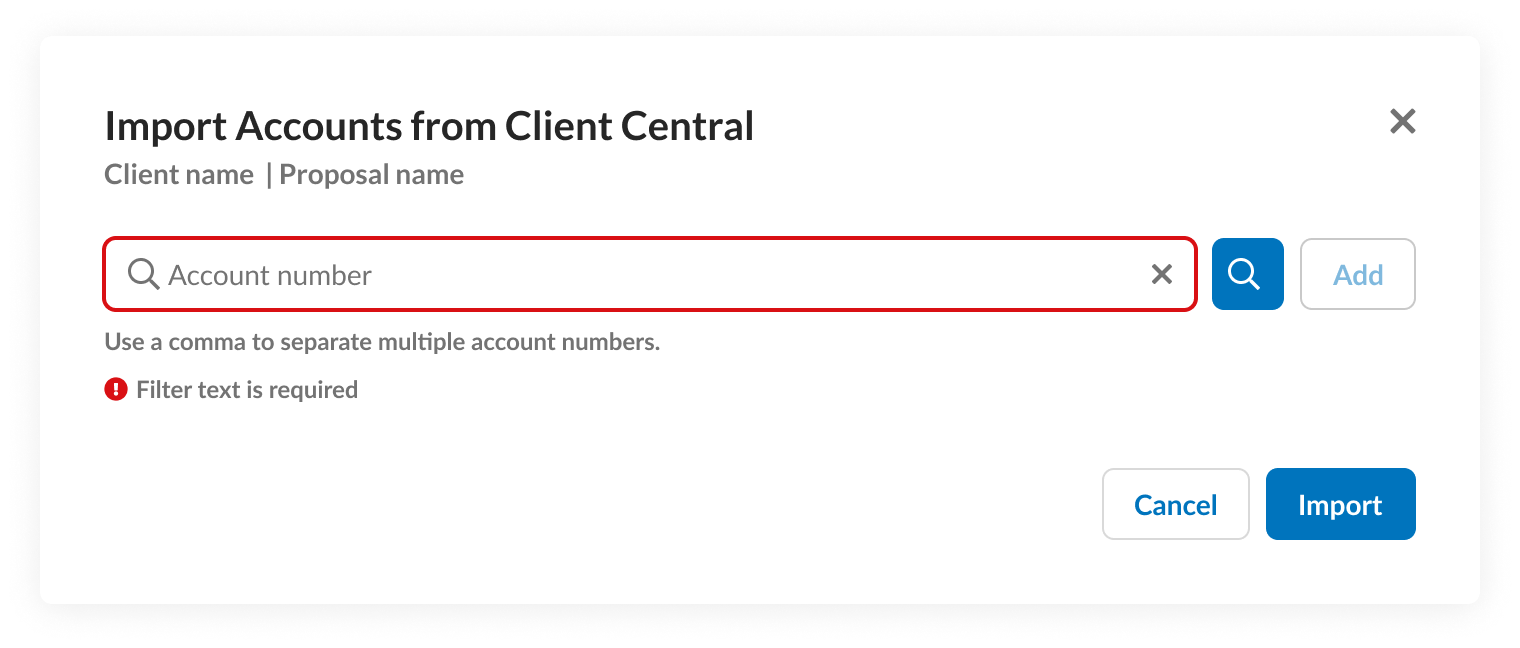 Import Accounts from Client Central
Client name | Proposal name
Account number
Add
Use a comma to separate multiple account numbers.
Filter text is required
Cancel
Import